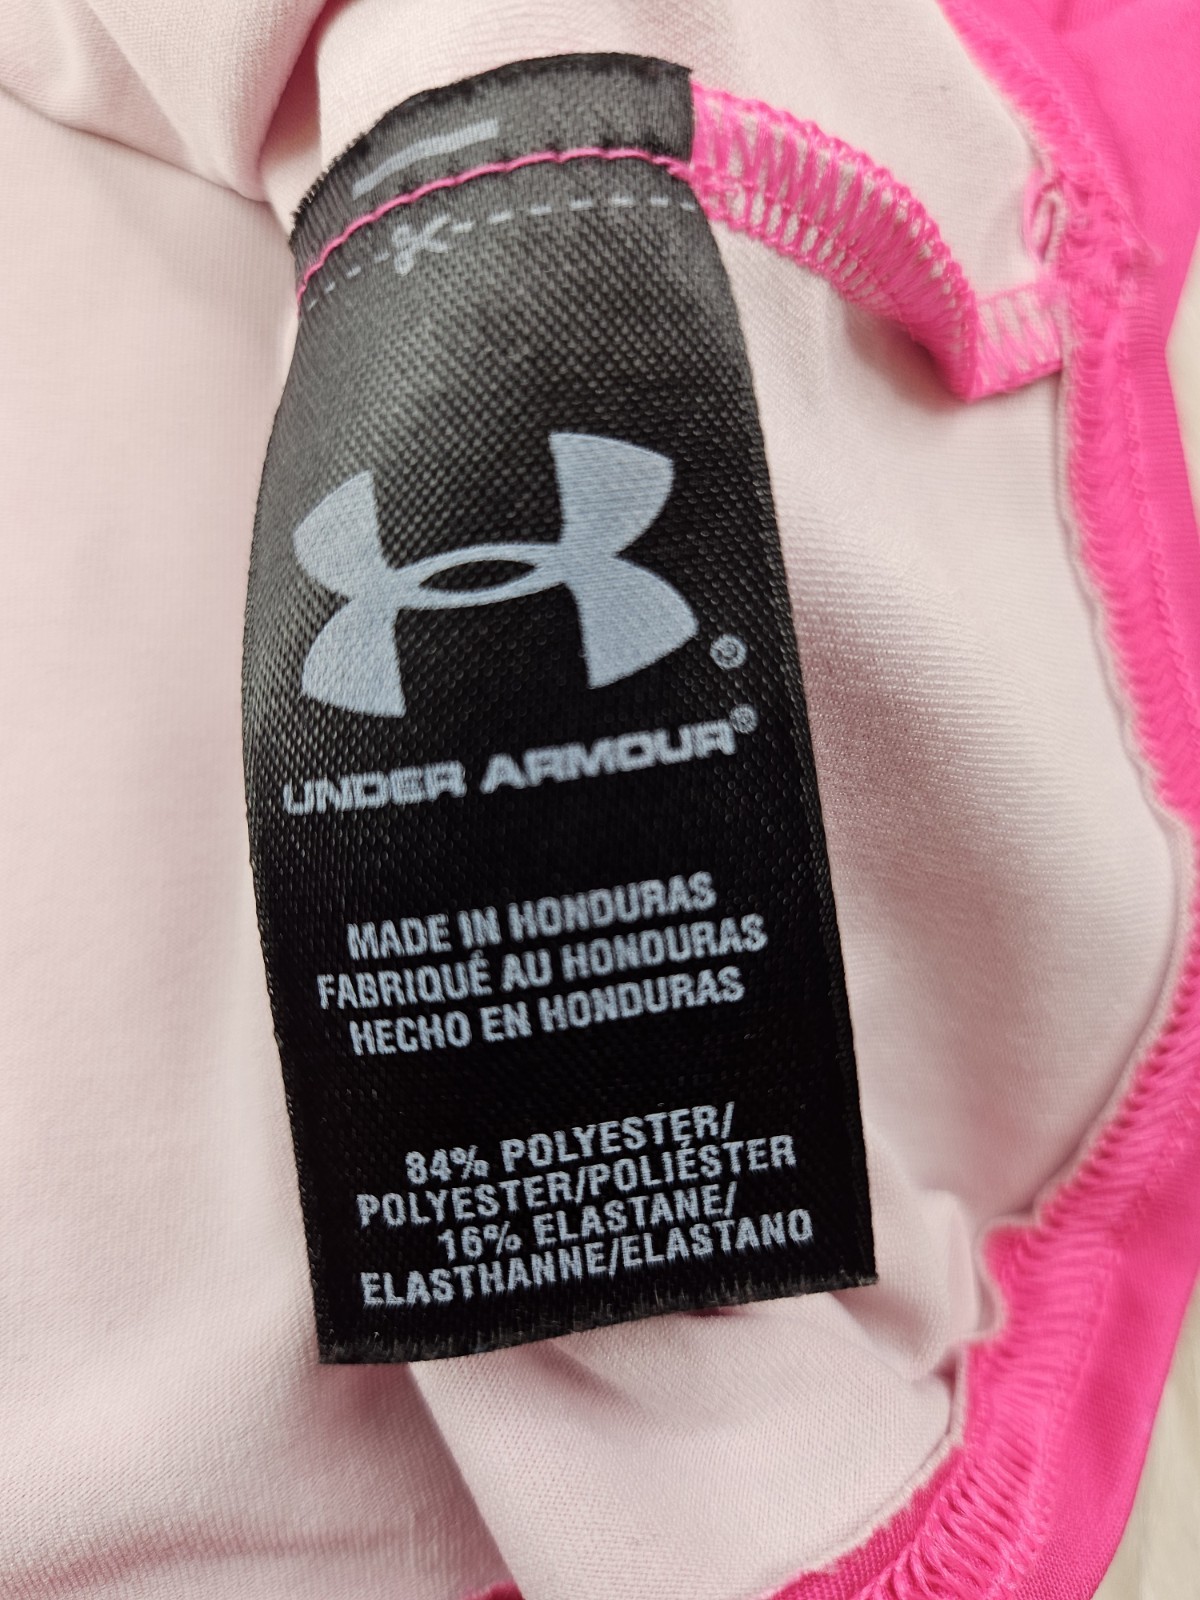 UNDER ARMOUR®
MADE IN HONDURAS
FABRIQUÉ AU HONDURAS
HECHO EN HONDURAS
84% POLYESTER/
POLYESTER/POLIÉSTER
16% ELASTANE/
ELASTHANNE/ELASTANO